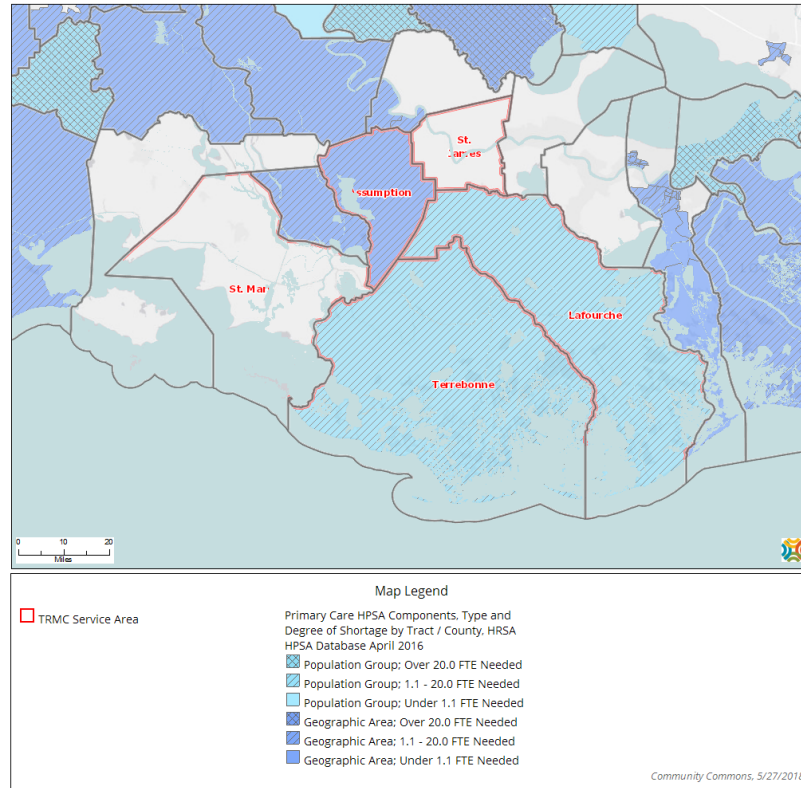 St.
Assumption
St. Mar
Lafourche
Terrebonne
0 10 20
Miles
Map Legend
TRMC Service Area
Primary Care HPSA Components, Type and
Degree of Shortage by Tract / County. HRSA
HPSA Database April 2016
Population Group; Over 20.0 FTE Needed
Population Group; 1.1 - 20.0 FTE Needed
Population Group; Under 1.1 FTE Needed
Geographic Area; Over 20.0 FTE Needed
Geographic Area; 1.1 - 20.0 FTE Needed
Geographic Area; Under 1.1 FTE Needed
Community Commons, 5/27/2018